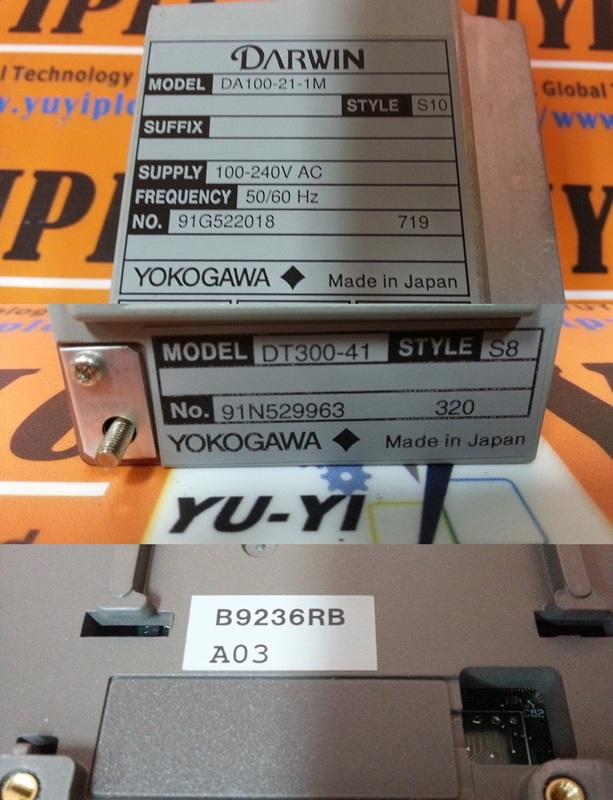 DARWIN
MODEL DA100-21-1M
STYLE S10
SUFFIX
SUPPLY 100-240V AC
FREQUENCY 50/60 Hz
NO. 91G522018 719
YOKOGAWA Made in Japan
l Technology
Global
www.yuyiplc
MODEL DT300-41 STYLE S8
No. 91N529963 320
YOKOGAWA Made in Japan
YU-YI
B9236RB
A03
C82